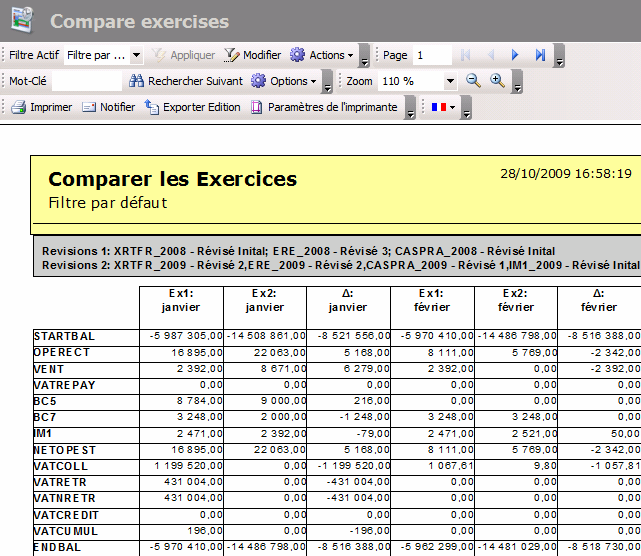 Compare exercises
Filtre Actif Filtre par ... Appliquer Modifier Actions Page 1
Mot-Clé Rechercher Suivant Options Zoom 110 %
Imprimer Notifier Exporter Edition Paramètres de l'imprimante
Comparer les Exercices 28/10/2009 16:58:19
Filtre par défaut
Revisions 1: XRTFR_2008 - Révisé Inital; ERE_2008 - Révisé 3; CASPRA_2008 - Révisé Inital
Revisions 2: XRTFR_2009 - Révisé 2,ERE_2009 - Révisé 2,CASPRA_2009 - Révisé 1,IM1_2009 - Révisé Inital
Ex1: Ex2: Δ: Ex1: Ex2: Δ:
janvier janvier janvier février février février
STARTBAL -5 987 305,00 -14 508 861,00 -8 521 556,00 -5 970 410,00 -14 486 798,00 -8 516 388,00
OPERECT 16 895,00 22 063,00 5 168,00 8 111,00 5 769,00 -2 342,00
VENT 2 392,00 8 671,00 6 279,00 2 392,00 0,00 -2 392,00
VATREPAY 0,00 0,00 0,00 0,00 0,00 0,00
BC5 8 784,00 9 000,00 216,00 0,00 0,00 0,00
BC7 3 248,00 2 000,00 -1 248,00 3 248,00 3 248,00 0,00
IM1 2 471,00 2 392,00 -79,00 2 471,00 2 521,00 50,00
NETOPEST 16 895,00 22 063,00 5 168,00 8 111,00 5 769,00 -2 342,00
VATCOLL 1 199 520,00 0,00 -1 199 520,00 1 067,61 9,80 -1 057,81
VATRETR 431 004,00 0,00 -431 004,00 0,00 0,00 0,00
VATNRETR 431 004,00 0,00 -431 004,00 0,00 0,00 0,00
VATCREDIT 0,00 0,00 0,00 0,00 0,00 0,00
VATCUMUL 196,00 0,00 -196,00 0,00 0,00 0,00
ENDBAL -5 970 410,00 -14 486 798,00 -8 516 388,00 -5 962 299,00 -14 481 029,00 -8 518 730,00